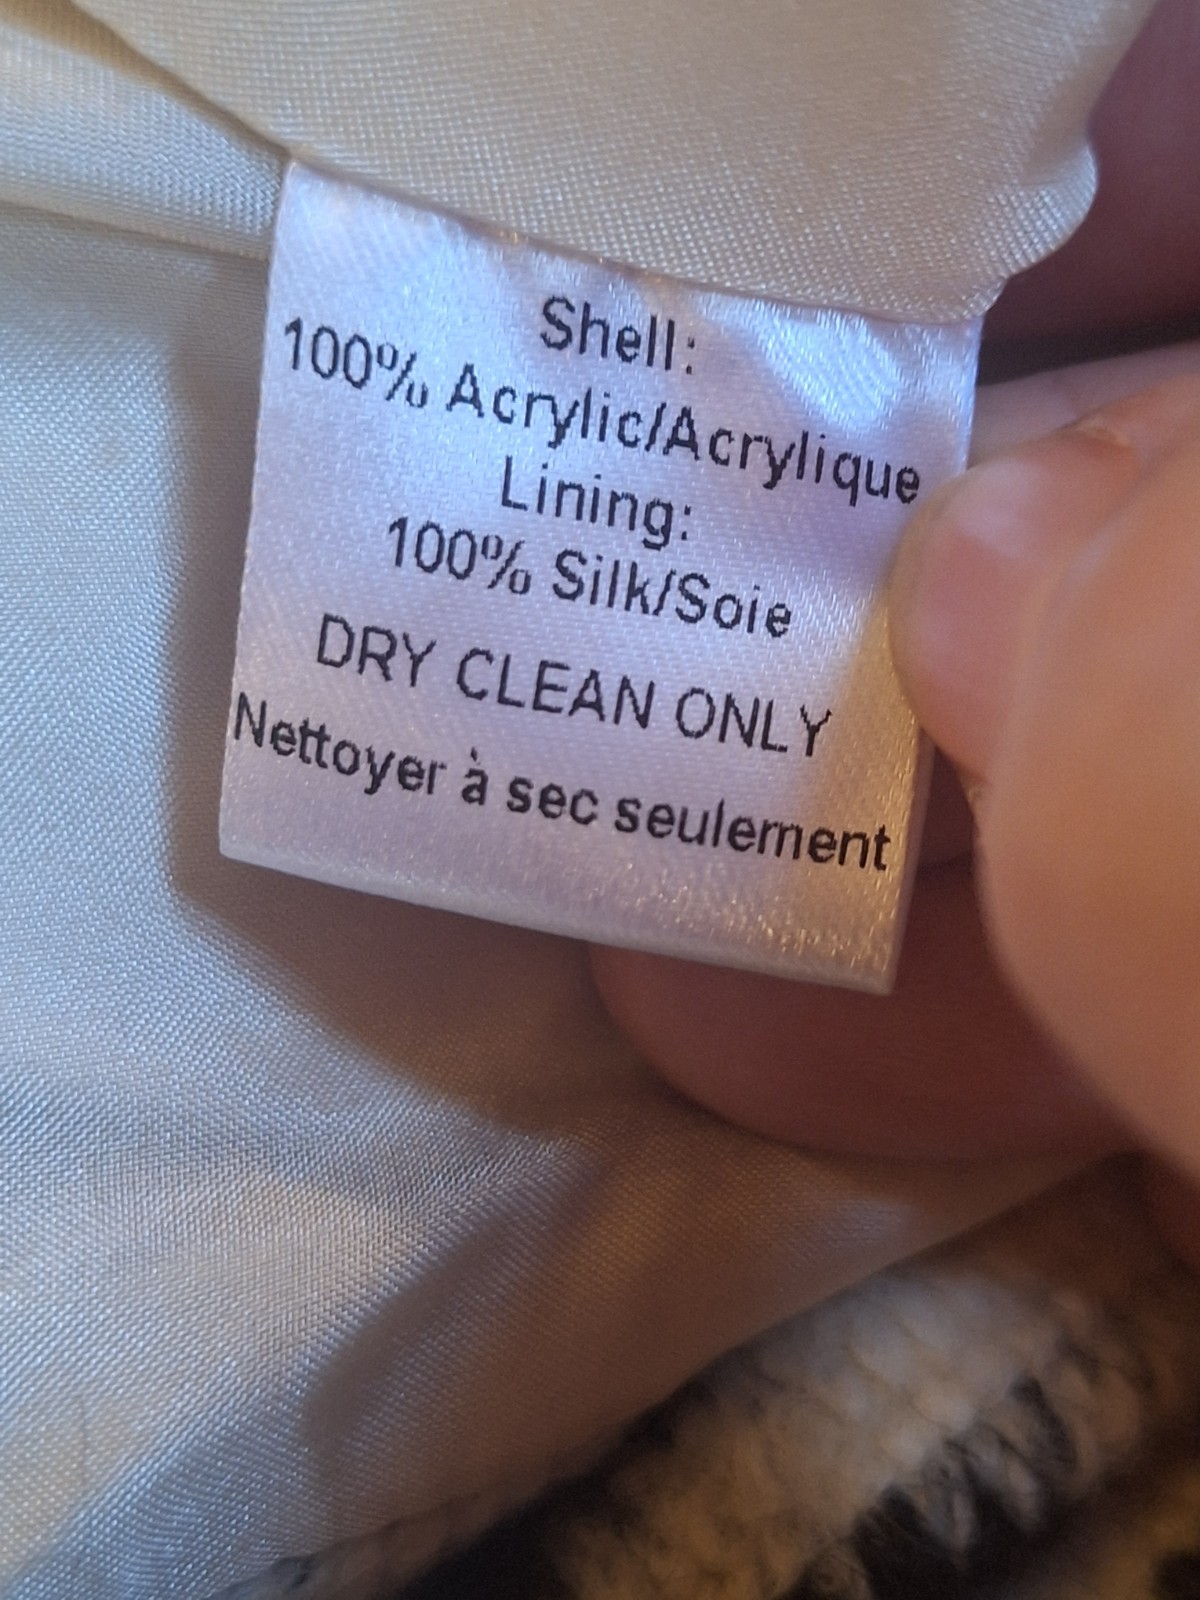 Shell:
100% Acrylic/Acrylique
Lining:
100% Silk/Soie
DRY CLEAN ONLY
Nettoyer à sec seulement